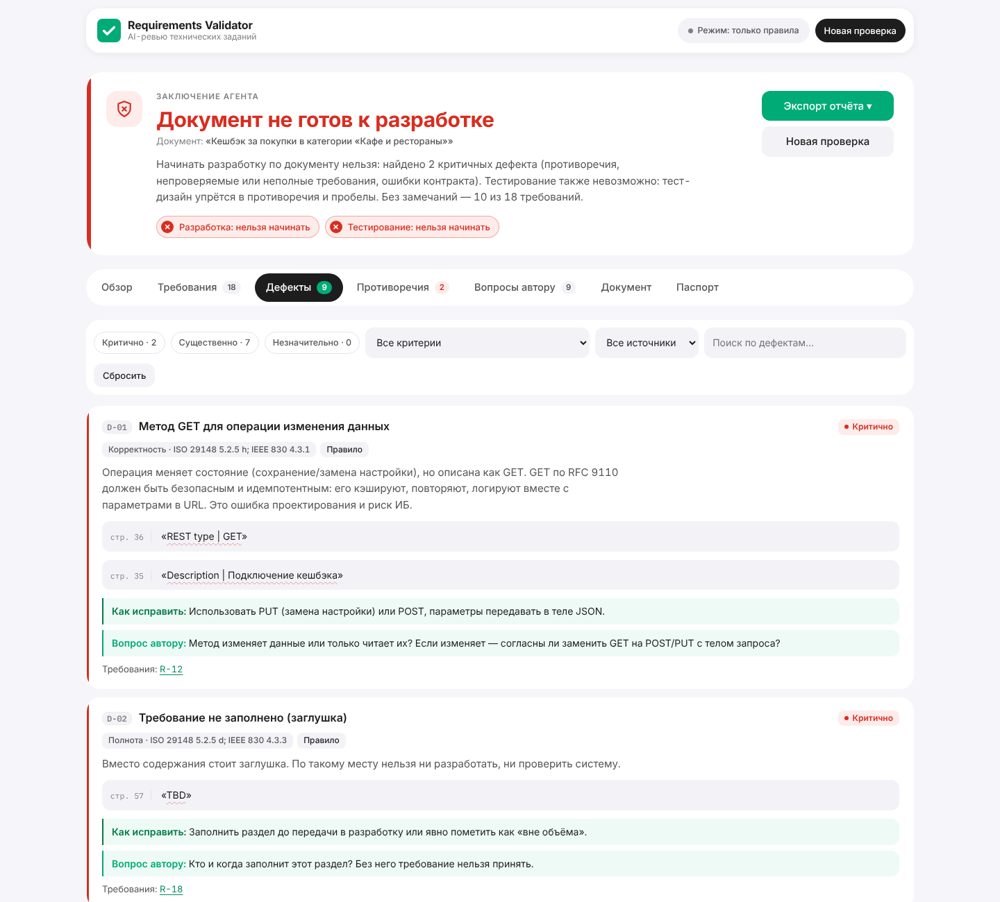 Requirements Validator
AI-ревью технических заданий
Режим: только правила
Новая проверка
ЗАКЛЮЧЕНИЕ АГЕНТА
Документ не готов к разработке
Документ: «Кешбэк за покупки в категории «Кафе и рестораны»»
Начинать разработку по документу нельзя: найдено 2 критичных дефекта (противоречия,
непроверяемые или неполные требования, ошибки контракта). Тестирование также невозможно: тест-
дизайн упрётся в противоречия и пробелы. Без замечаний — 10 из 18 требований.
Разработка: нельзя начинать
Тестирование: нельзя начинать
Экспорт отчёта ▾
Новая проверка
Обзор
Требования 18
Дефекты 9
Противоречия 2
Вопросы автору 9
Документ
Паспорт
Критично · 2
Существенно · 7
Незначительно · 0
Все критерии
Все источники
Поиск по дефектам...
Сбросить
D-01 Метод GET для операции изменения данных
Критично
Корректность · ISO 29148 5.2.5 h; IEEE 830 4.3.1
Правило
Операция меняет состояние (сохранение/замена настройки), но описана как GET. GET по RFC 9110
должен быть безопасным и идемпотентным: его кэшируют, повторяют, логируют вместе с
параметрами в URL. Это ошибка проектирования и риск ИБ.
стр. 36 «REST type | GET»
стр. 35 «Description | Подключение кешбэка»
Как исправить: Использовать PUT (замена настройки) или POST, параметры передавать в теле JSON.
Вопрос автору: Метод изменяет данные или только читает их? Если изменяет — согласны ли заменить GET на POST/PUT с телом запроса?
Требования: R-12
D-02 Требование не заполнено (заглушка)
Критично
Полнота · ISO 29148 5.2.5 d; IEEE 830 4.3.3
Правило
Вместо содержания стоит заглушка. По такому месту нельзя ни разработать, ни проверить систему.
стр. 57 «TBD»
Как исправить: Заполнить раздел до передачи в разработку или явно пометить как «вне объёма».
Вопрос автору: Кто и когда заполнит этот раздел? Без него требование нельзя принять.
Требования: R-18